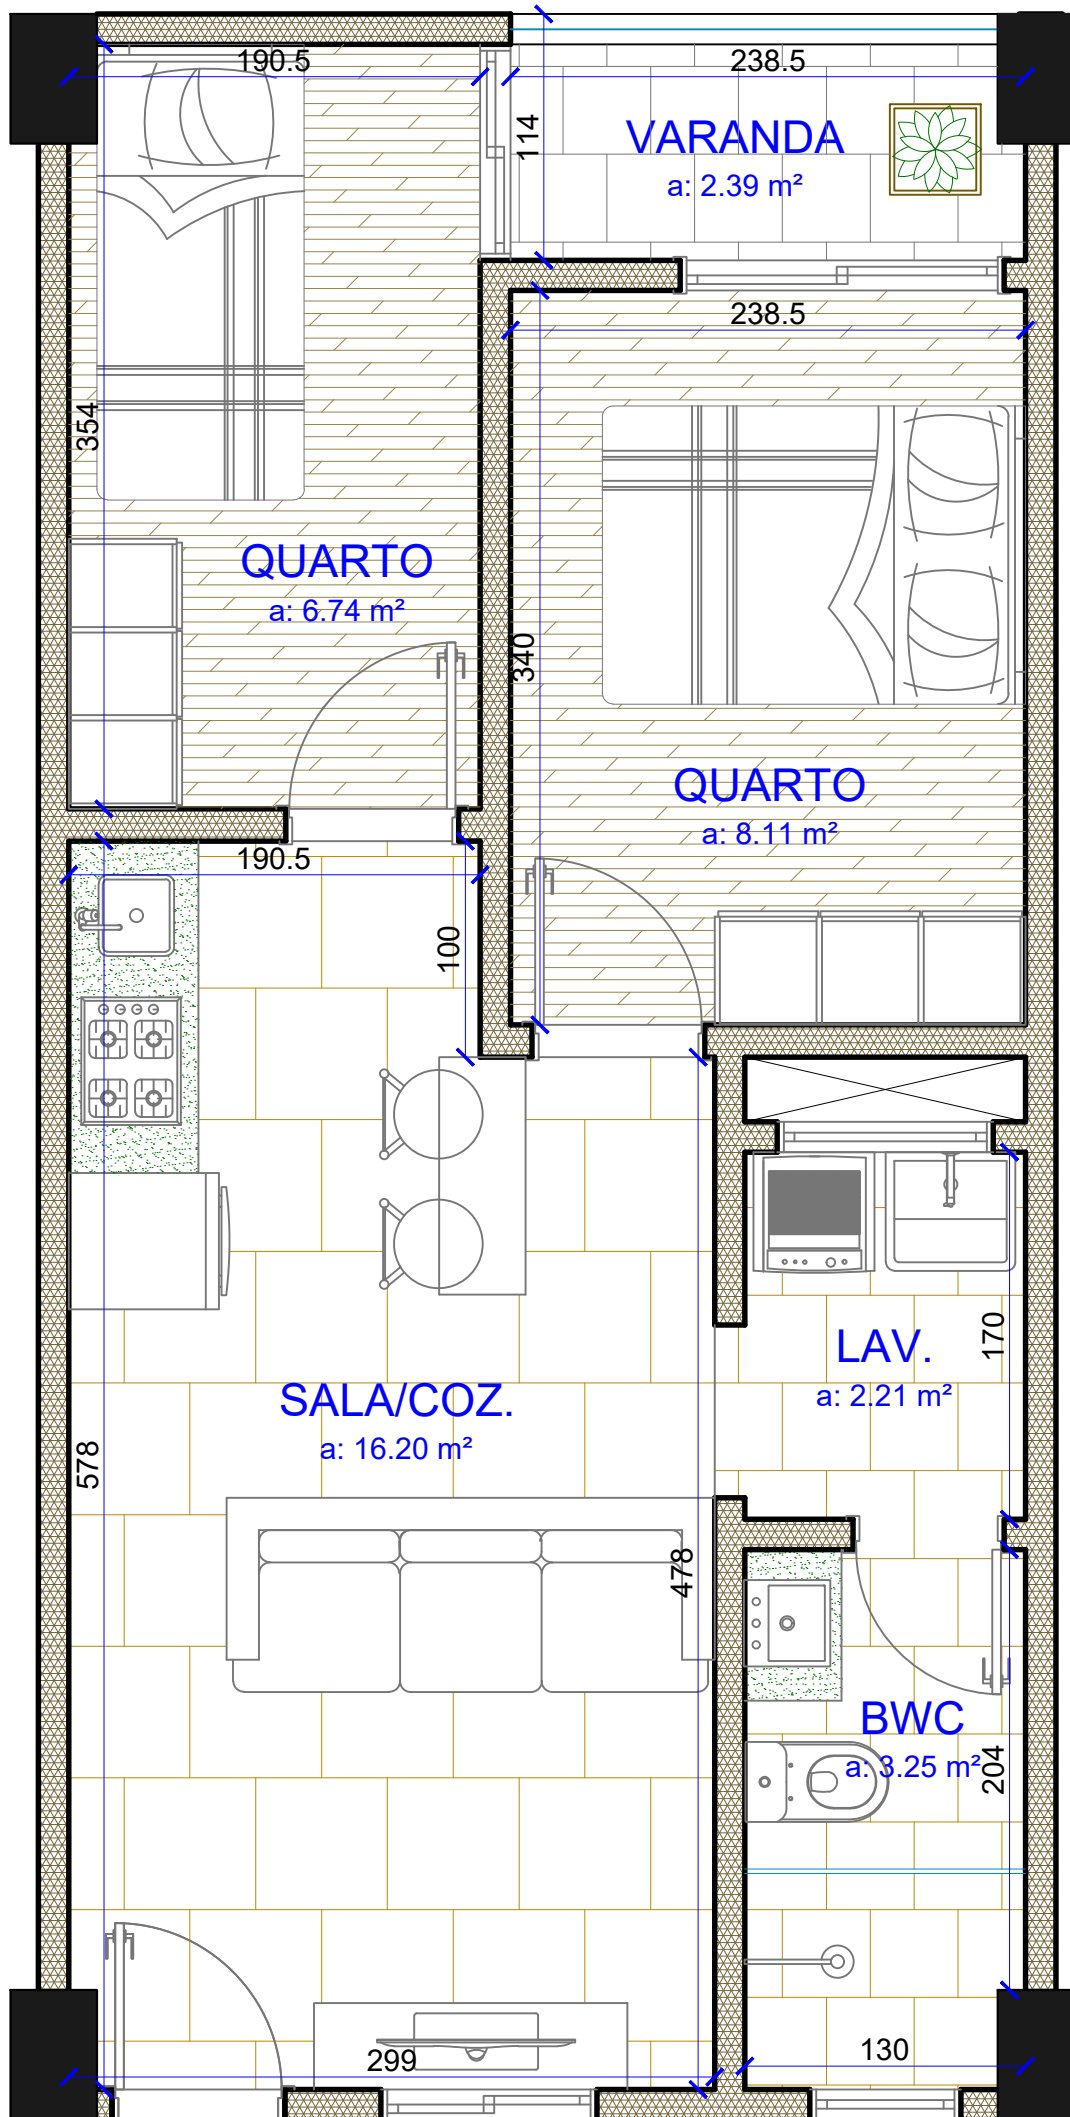 190.5
238.5
114
VARANDA
a: 2.39 m²
238.5
354
QUARTO
a: 6.74 m²
340
QUARTO
a: 8.11 m²
190.5
100
LAV.
a: 2.21 m²
170
SALA/COZ.
a: 16.20 m²
578
478
BWC
a: 3.25 m²
204
299
130